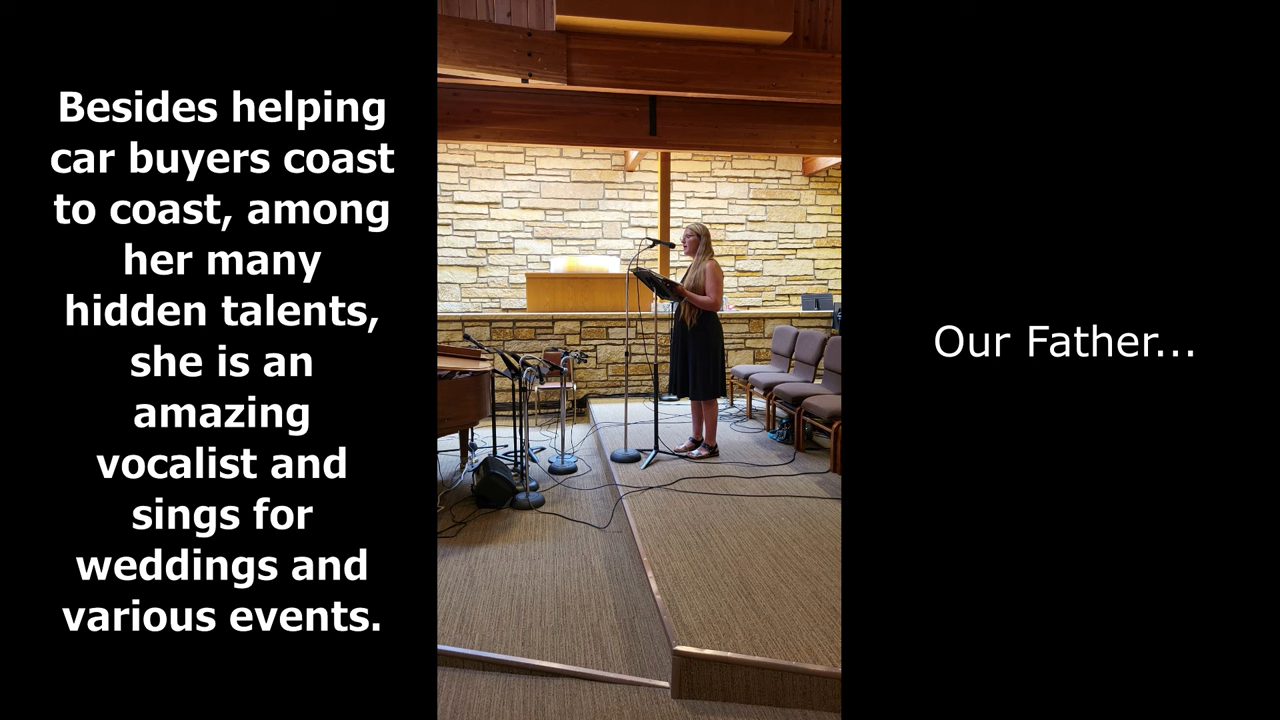 Besides helping
car buyers coast
to coast, among
her many
hidden talents,
she is an
amazing
vocalist and
sings for
weddings and
various events.
Our Father...